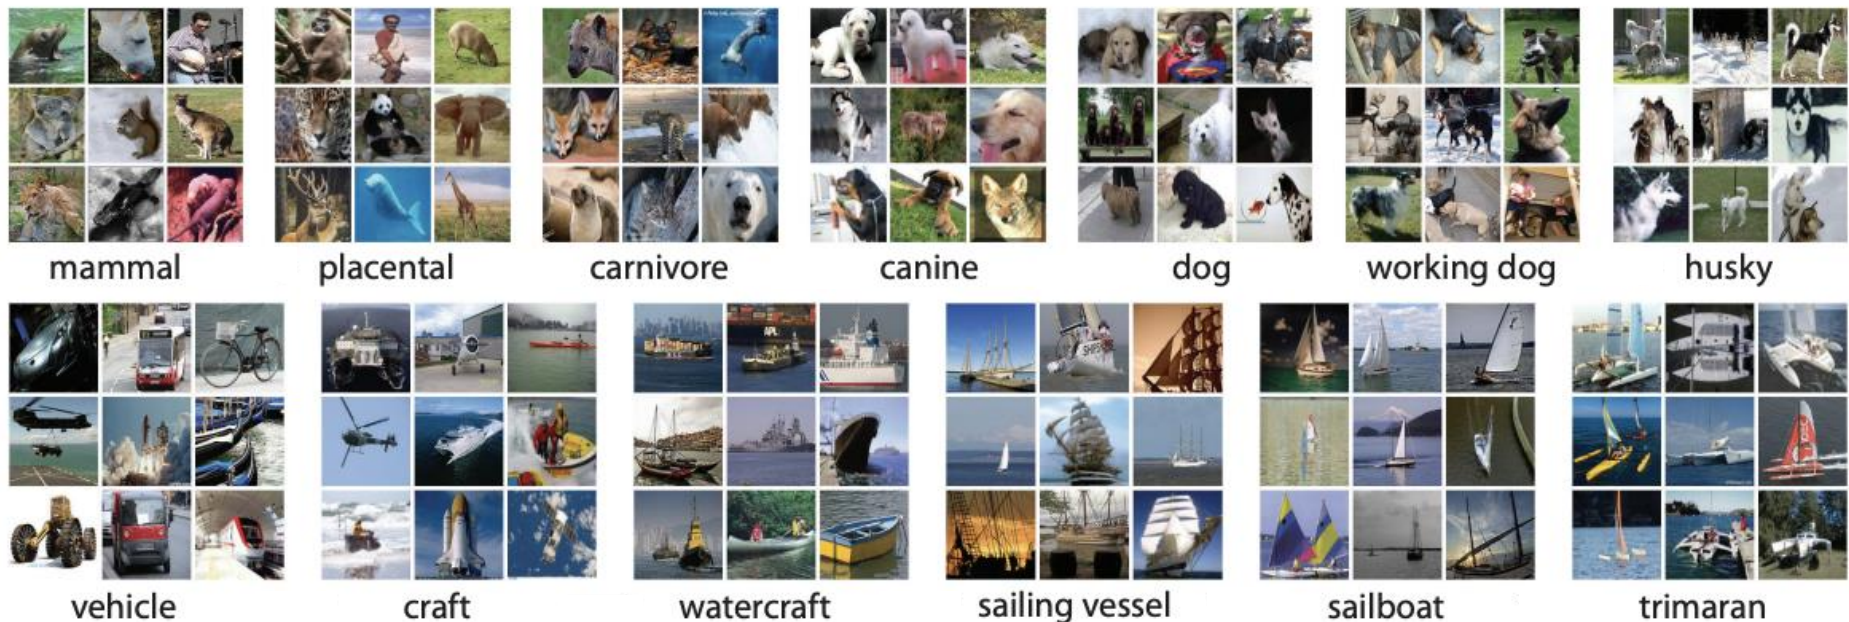 mammal
placental
carnivore
canine
dog
working dog
husky
vehicle
craft
watercraft
sailing vessel
sailboat
trimaran